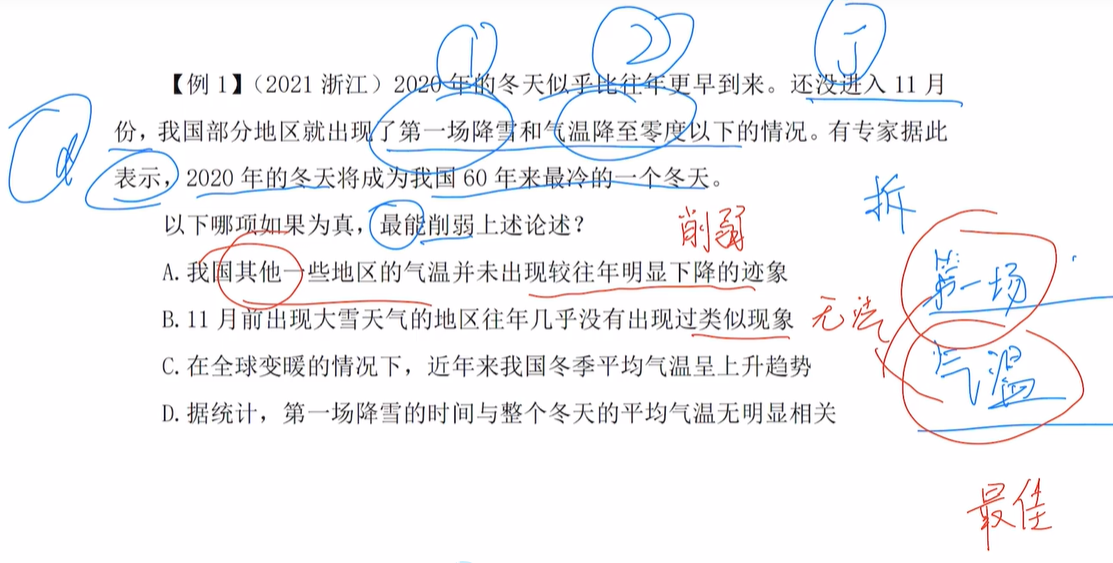 ① ②
【例 1】（2021 浙江）2020 年的冬天似乎比往年更早到来。还没进入 11 月
份，我国部分地区就出现了第一场降雪和气温降至零度以下的情况。有专家据此
表示，2020 年的冬天将成为我国 60 年来最冷的一个冬天。
以下哪项如果为真，最能削弱上述论述？
削弱
拆
A. 我国其他一些地区的气温并未出现较往年明显下降的迹象
第一场
B. 11 月前出现大雪天气的地区往年几乎没有出现过类似现象
无法
C. 在全球变暖的情况下，近年来我国冬季平均气温呈上升趋势
气温
D. 据统计，第一场降雪的时间与整个冬天的平均气温无明显相关
最佳